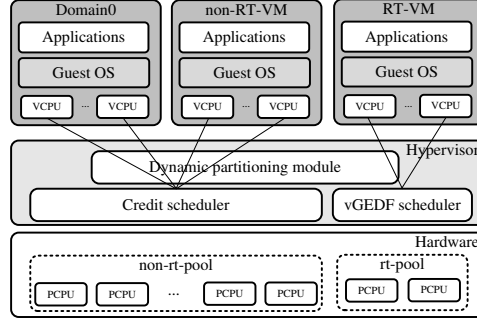 Domain0 non-RT-VM RT-VM
Applications Applications Applications
Guest OS Guest OS Guest OS
VCPU ... VCPU VCPU ... VCPU VCPU ... VCPU
Hypervisor
Dynamic partitioning module
Credit scheduler vGEDF scheduler
Hardware
non-rt-pool rt-pool
PCPU PCPU ... PCPU PCPU PCPU PCPU